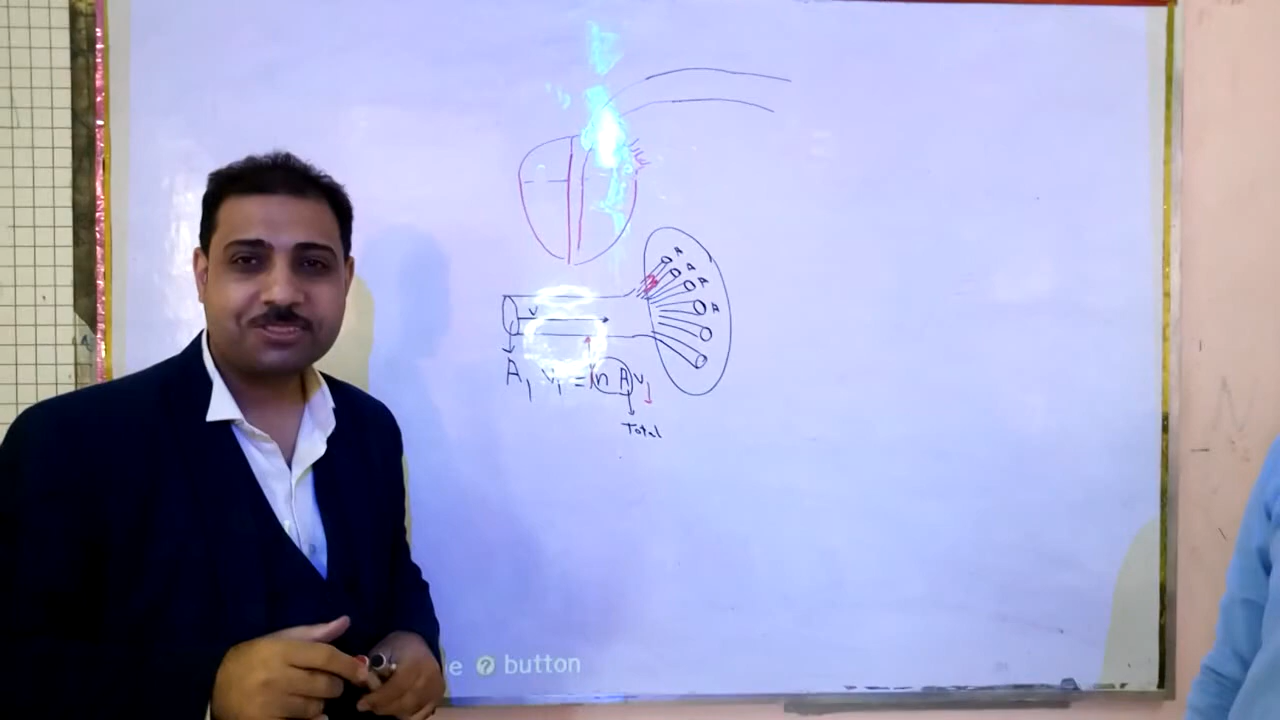 A A A A
v
A₁ v₁ = n A v
Total
e ? button